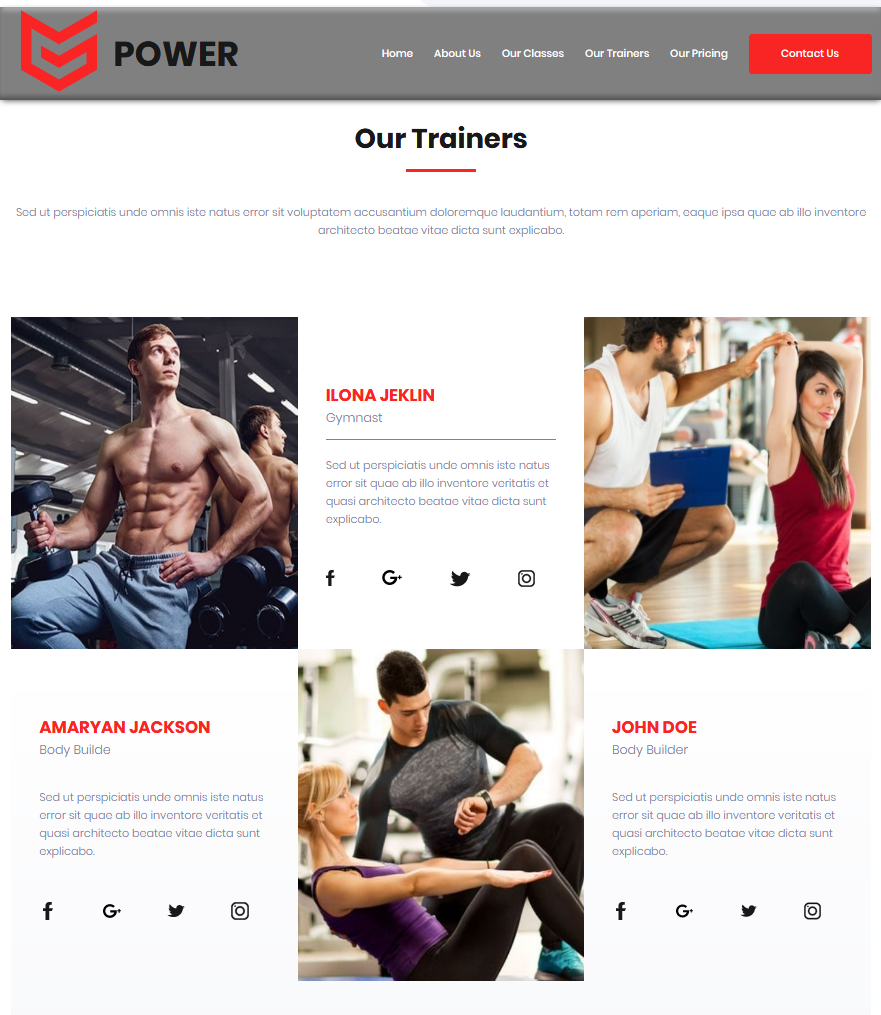 POWER
Home
About Us
Our Classes
Our Trainers
Our Pricing
Contact Us
Our Trainers
Sed ut perspiciatis unde omnis iste natus error sit voluptatem accusantium doloremque laudantium, totam rem aperiam, eaque ipsa quae ab illo inventore
architecto beatae vitae dicta sunt explicabo.
ILONA JEKLIN
Gymnast
Sed ut perspiciatis unde omnis iste natus
error sit quae ab illo inventore veritatis et
quasi architecto beatae vitae dicta sunt
explicabo.
AMARYAN JACKSON
Body Builde
Sed ut perspiciatis unde omnis iste natus
error sit quae ab illo inventore veritatis et
quasi architecto beatae vitae dicta sunt
explicabo.
JOHN DOE
Body Builder
Sed ut perspiciatis unde omnis iste natus
error sit quae ab illo inventore veritatis et
quasi architecto beatae vitae dicta sunt
explicabo.